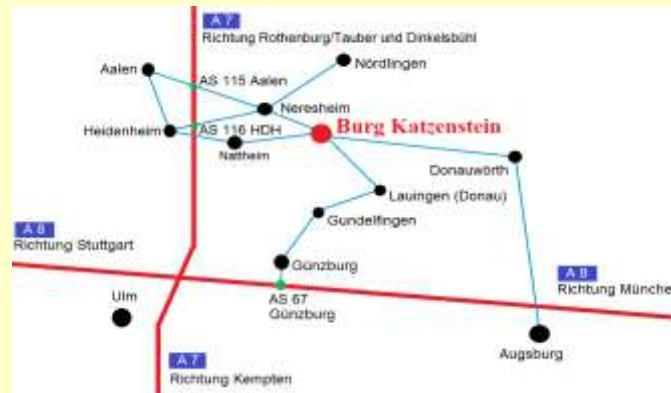 A 7
Richtung Rothenburg/Tauber und Dinkelsbühl
Aalen
AS 115 Aalen
Nördlingen
Neresheim
Heidenheim
AS 116 HDH
Burg Katzenstein
Nattheim
Donauwörth
Lauingen (Donau)
Gundelfingen
A 8
Richtung Stuttgart
Günzburg
A 8
Richtung Münche
Ulm
AS 67
Günzburg
Augsburg
A 7
Richtung Kempten